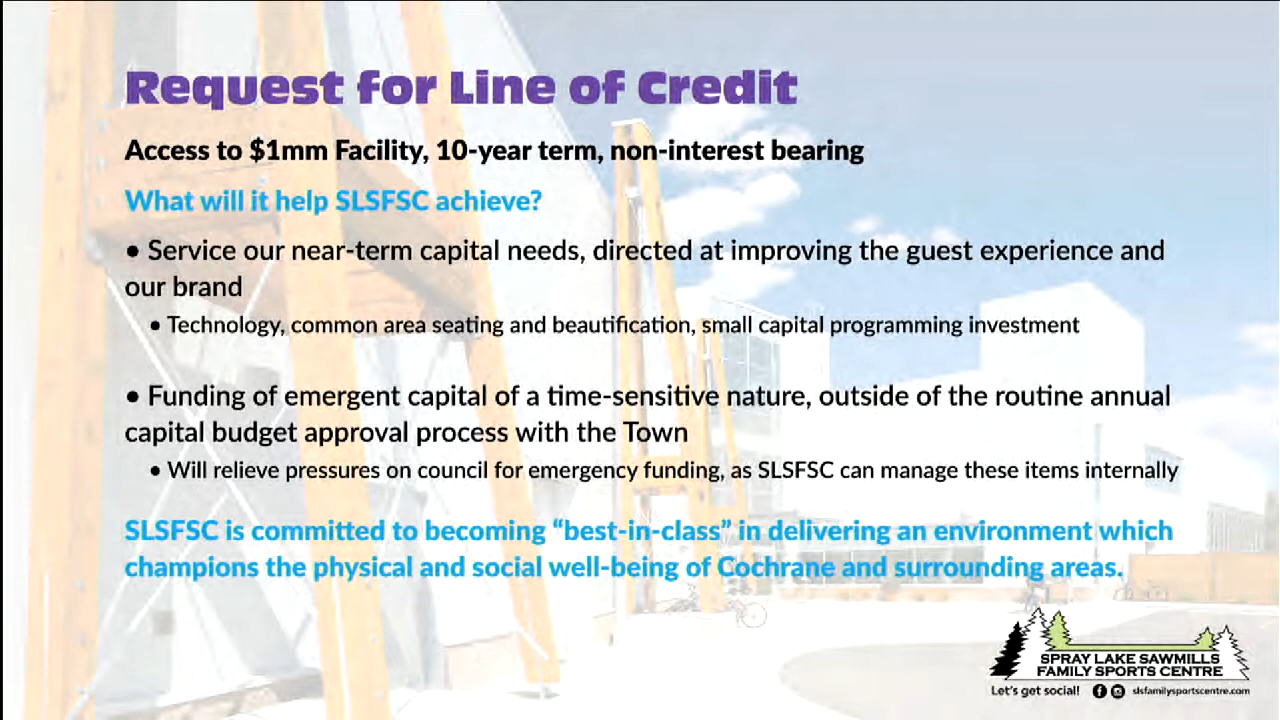 Request for Line of Credit
Access to $1mm Facility, 10-year term, non-interest bearing
What will it help SLSFSC achieve?
• Service our near-term capital needs, directed at improving the guest experience and
our brand
• Technology, common area seating and beautification, small capital programming investment
• Funding of emergent capital of a time-sensitive nature, outside of the routine annual
capital budget approval process with the Town
• Will relieve pressures on council for emergency funding, as SLSFSC can manage these items internally
SLSFSC is committed to becoming “best-in-class” in delivering an environment which
champions the physical and social well-being of Cochrane and surrounding areas.
SPRAY LAKE SAWMILLS
FAMILY SPORTS CENTRE
Let's get social! slsfamilysportscentre.com